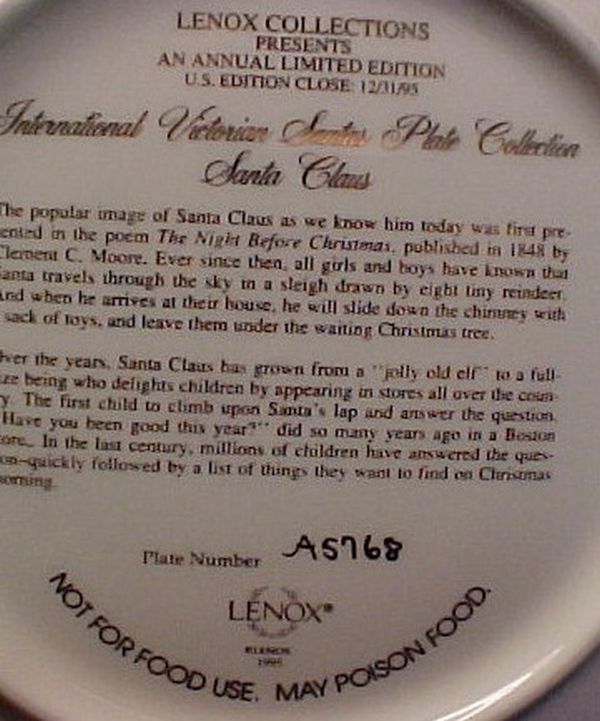 LENOX COLLECTIONS
PRESENTS
AN ANNUAL LIMITED EDITION
U.S. EDITION CLOSE: 12/31/95
International Victorian Santas Plate Collection
Santa Claus
The popular image of Santa Claus as we know him today was first pre-
ented in the poem The Night Before Christmas, published in 1848 by
Clement C. Moore. Ever since then, all girls and boys have known that
anta travels through the sky in a sleigh drawn by eight tiny reindeer.
And when he arrives at their house, he will slide down the chimney with
sack of toys, and leave them under the waiting Christmas tree.
ver the years, Santa Claus has grown from a "jolly old elf" to a full-
ze being who delights children by appearing in stores all over the coun-
y. The first child to climb upon Santa's lap and answer the question,
Have you been good this year?" did so many years ago in a Boston
ore.. In the last century, millions of children have answered the ques-
on–quickly followed by a list of things they want to find on Christmas
orning.
Plate Number A5768
LENOX®
©LENOX
1995
NOT FOR FOOD USE. MAY POISON FOOD.